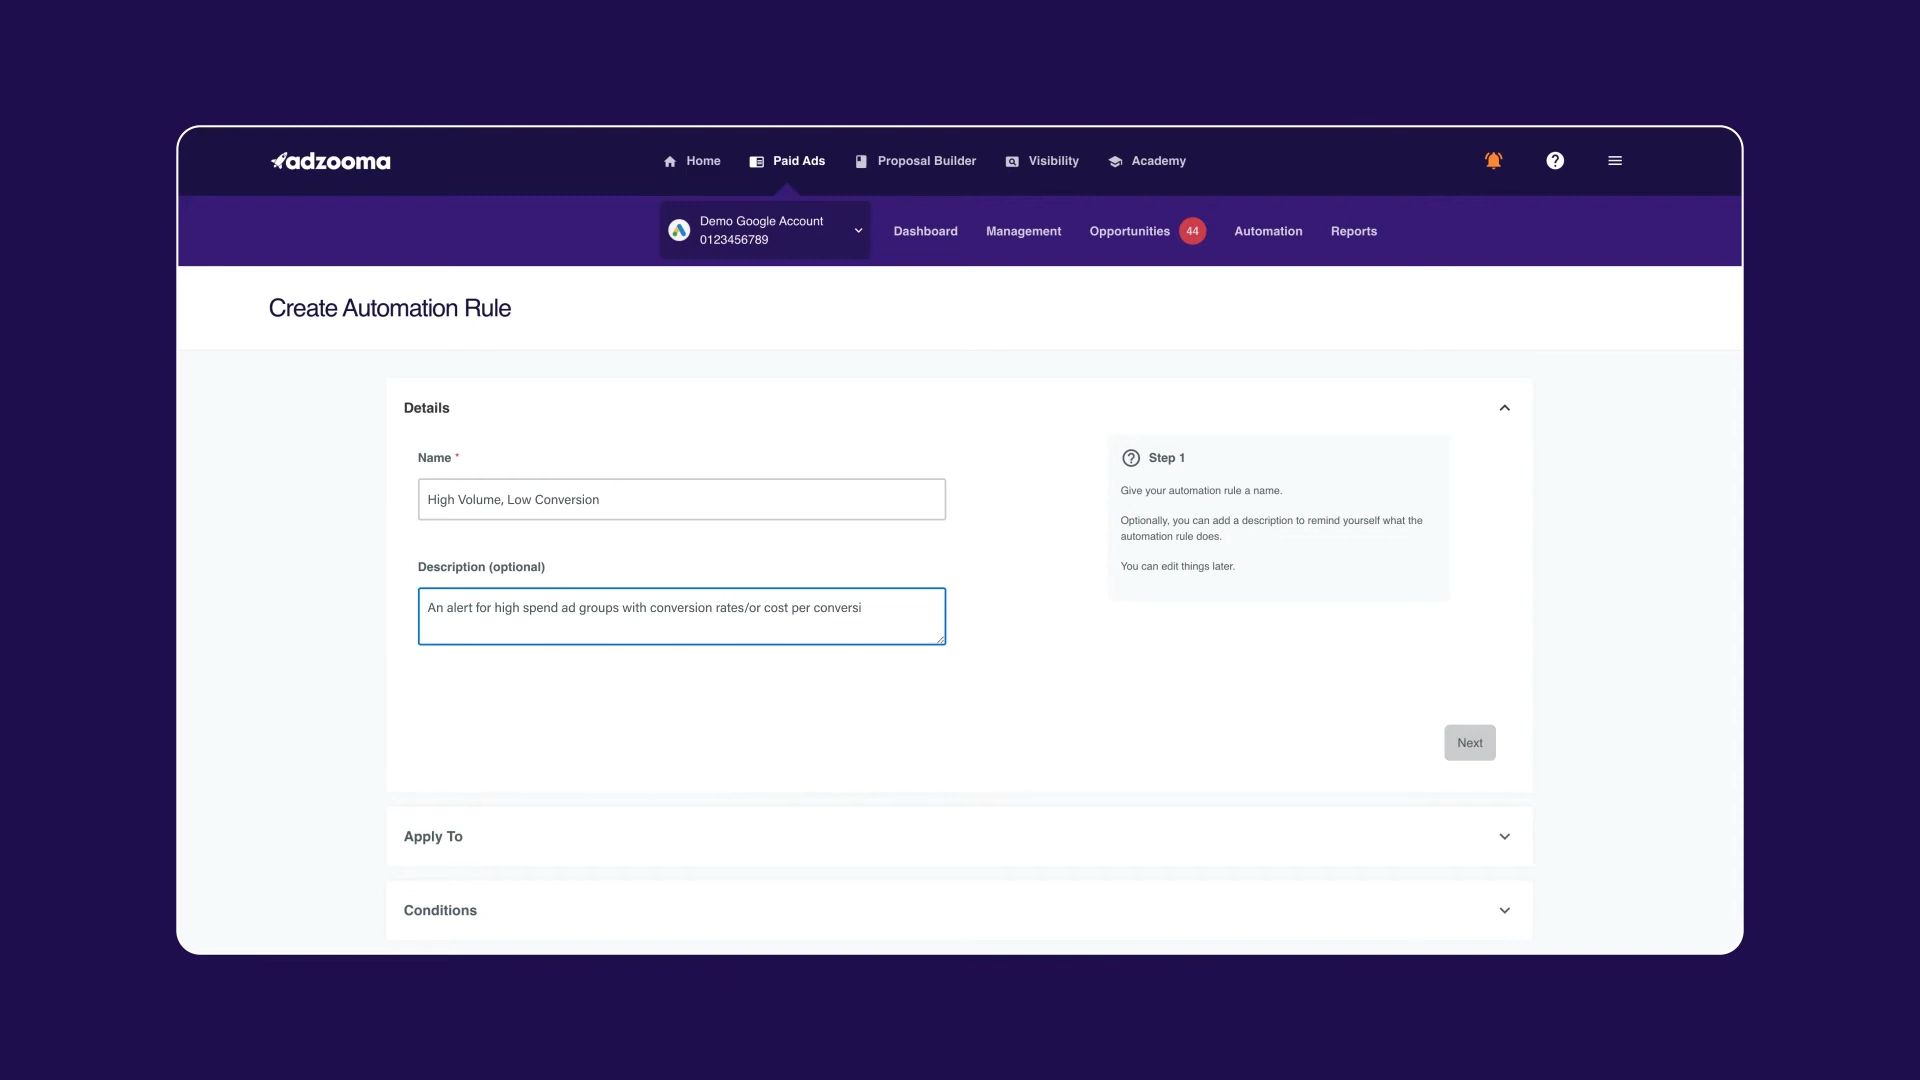 adzooma
Home
Paid Ads
Proposal Builder
Visibility
Academy
?
Demo Google Account
0123456789
Dashboard
Management
Opportunities 44
Automation
Reports
Create Automation Rule
Details
Name *
High Volume, Low Conversion
Description (optional)
An alert for high spend ad groups with conversion rates/or cost per conversi
? Step 1
Give your automation rule a name.
Optionally, you can add a description to remind yourself what the
automation rule does.
You can edit things later.
Next
Apply To
Conditions